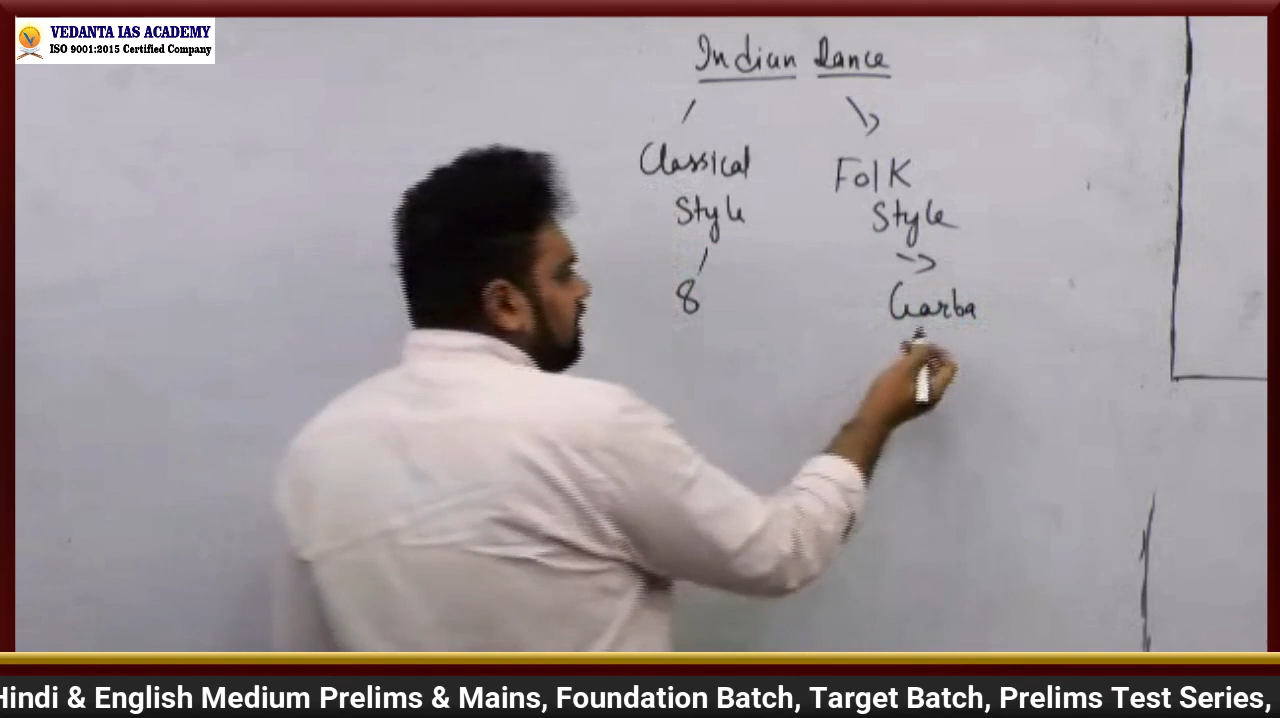 VEDANTA IAS ACADEMY
ISO 9001:2015 Certified Company
Indian Dance
Classical
Style
8
Folk
Style
Garba
Hindi & English Medium Prelims & Mains, Foundation Batch, Target Batch, Prelims Test Series,